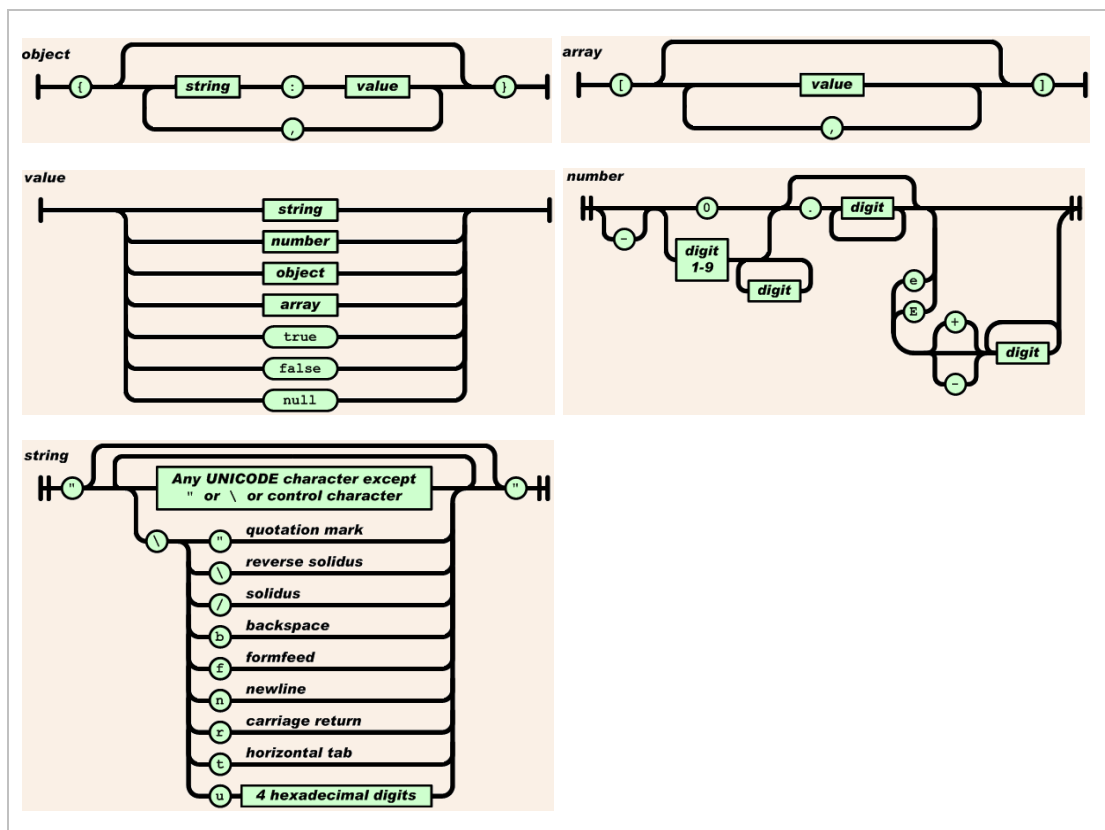 object
{ string : value }
,
array
[ value ]
,
value
string
number
object
array
true
false
null
number
0 . digit
-
digit
1-9
digit
e
E
+
digit
-
string
" Any UNICODE character except "
" or \ or control character
\ " quotation mark
\ reverse solidus
/ solidus
b backspace
f formfeed
n newline
r carriage return
t horizontal tab
u 4 hexadecimal digits